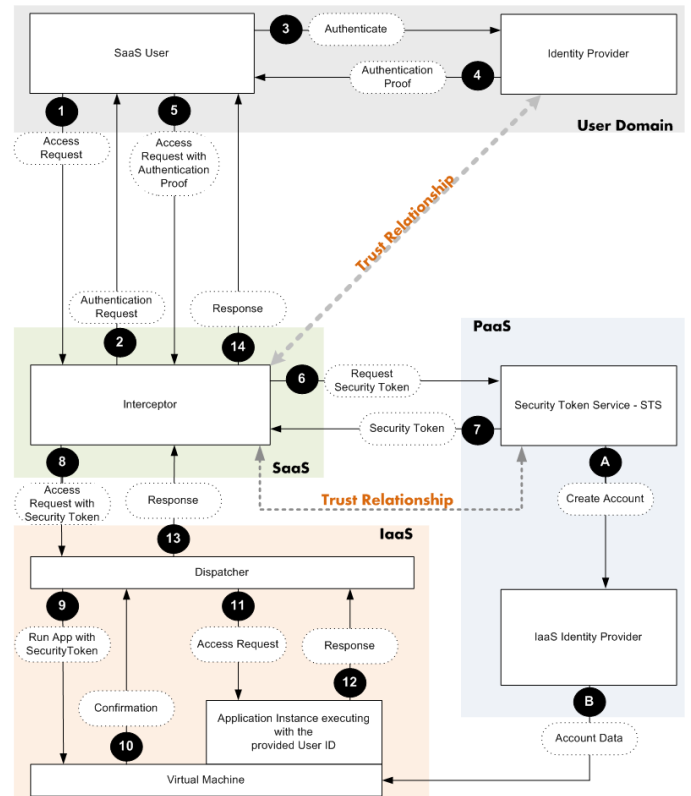 3
Authenticate
SaaS User
Identity Provider
Authentication
Proof
4
1
5
User Domain
Access
Request
Access
Request with
Authentication
Proof
Trust Relationship
Authentication
Request
Response
2
14
PaaS
Interceptor
6
Request
Security Token
Security Token Service - STS
Security Token
7
8
SaaS
A
Access
Request with
Security Token
Response
Trust Relationship
Create Account
13
IaaS
Dispatcher
9
11
Run App with
SecurityToken
Access Request
Response
IaaS Identity Provider
12
Confirmation
Application Instance executing
with the
provided User ID
B
10
Account Data
Virtual Machine